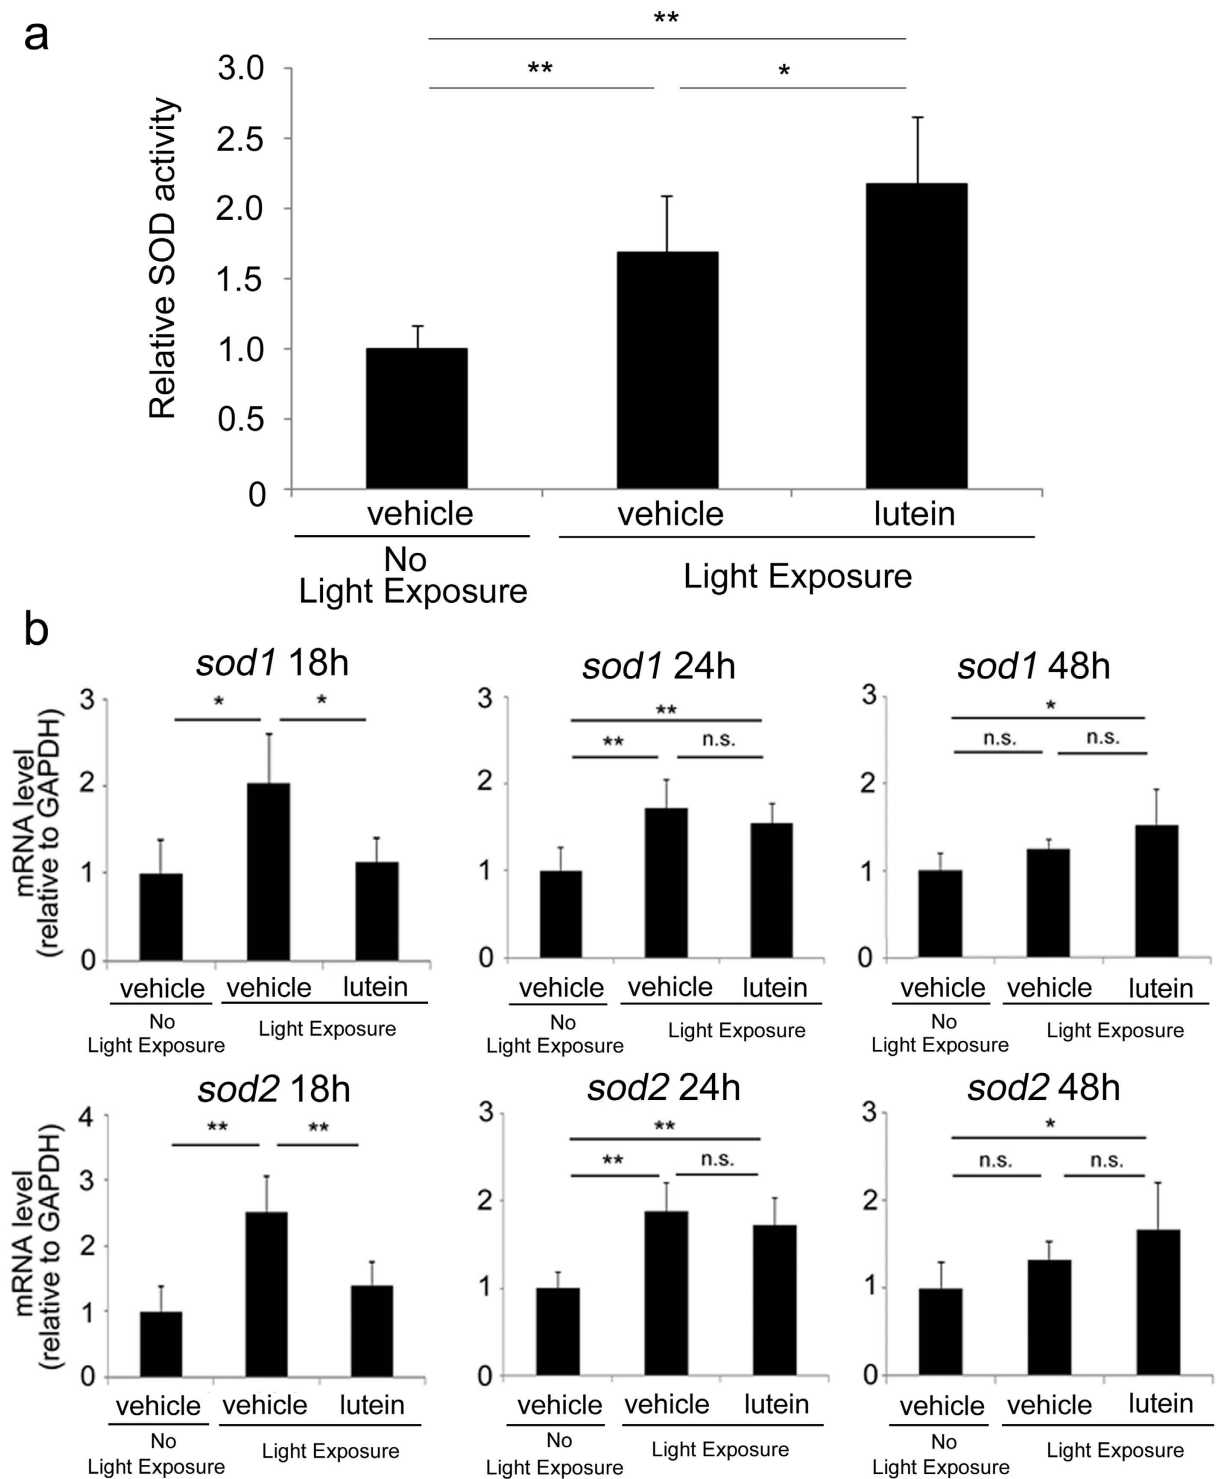 a
**
** *
Relative SOD activity
3.0
2.5
2.0
1.5
1.0
0.5
0
vehicle vehicle lutein
No
Light Exposure
Light Exposure
b
sod1 18h
mRNA level
(relative to GAPDH)
3
2
1
0
* *
vehicle vehicle lutein
No
Light Exposure
Light Exposure
sod1 24h
3
2
1
0
**
** n.s.
vehicle vehicle lutein
No
Light Exposure
Light Exposure
sod1 48h
3
2
1
0
*
n.s. n.s.
vehicle vehicle lutein
No
Light Exposure
Light Exposure
sod2 18h
mRNA level
(relative to GAPDH)
4
3
2
1
0
** **
vehicle vehicle lutein
No
Light Exposure
Light Exposure
sod2 24h
3
2
1
0
**
** n.s.
vehicle vehicle lutein
No
Light Exposure
Light Exposure
sod2 48h
3
2
1
0
*
n.s. n.s.
vehicle vehicle lutein
No
Light Exposure
Light Exposure